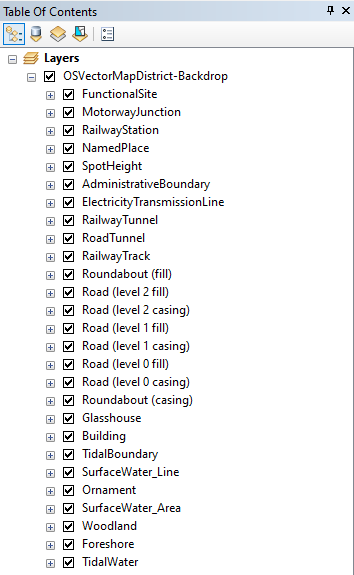 Table Of Contents
Layers
OSVectorMapDistrict-Backdrop
FunctionalSite
MotorwayJunction
RailwayStation
NamedPlace
SpotHeight
AdministrativeBoundary
ElectricityTransmissionLine
RailwayTunnel
RoadTunnel
RailwayTrack
Roundabout (fill)
Road (level 2 fill)
Road (level 2 casing)
Road (level 1 fill)
Road (level 1 casing)
Road (level 0 fill)
Road (level 0 casing)
Roundabout (casing)
Glasshouse
Building
TidalBoundary
SurfaceWater_Line
Ornament
SurfaceWater_Area
Woodland
Foreshore
TidalWater